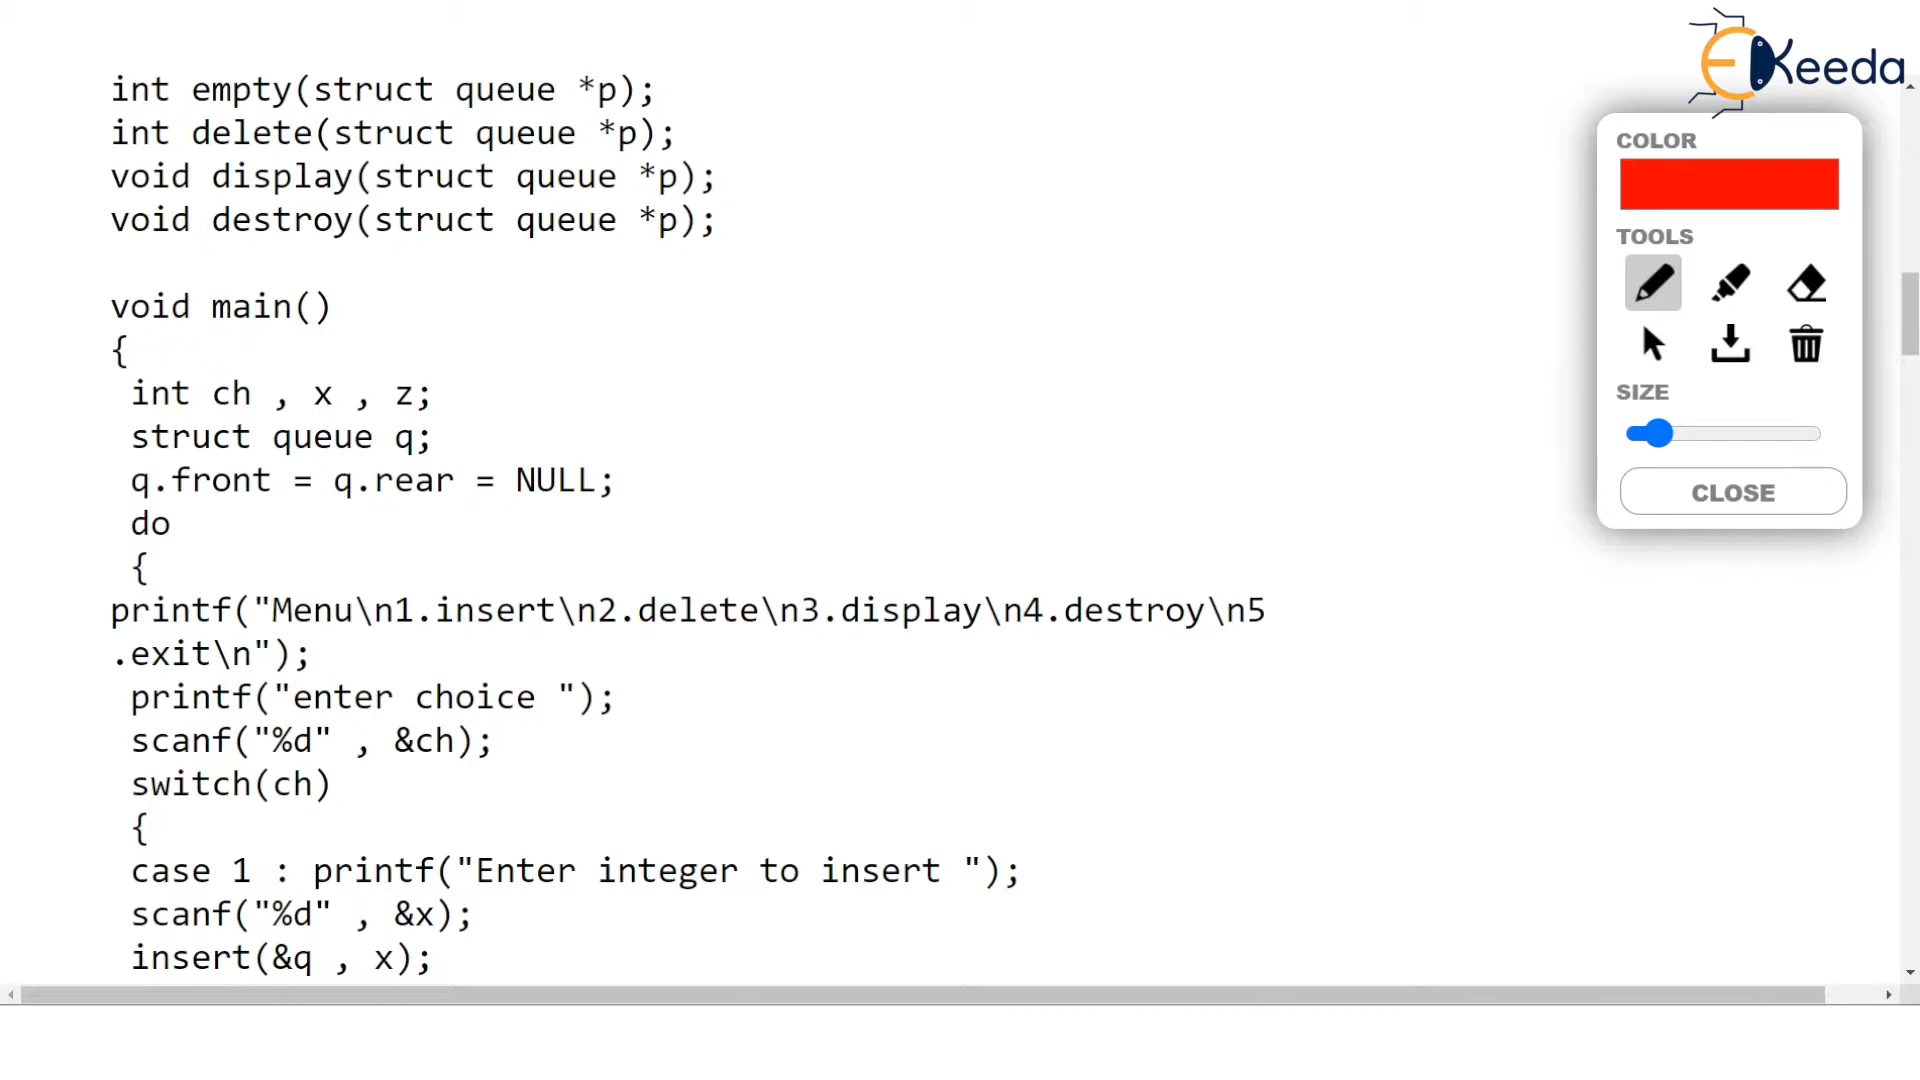 EKeeda
int empty(struct queue *p);
int delete(struct queue *p);
void display(struct queue *p);
void destroy(struct queue *p);
void main()
{
int ch , x , z;
struct queue q;
q.front = q.rear = NULL;
do
{
printf("Menu\n1.insert\n2.delete\n3.display\n4.destroy\n5
.exit\n");
printf("enter choice ");
scanf("%d" , &ch);
switch(ch)
{
case 1 : printf("Enter integer to insert ");
scanf("%d" , &x);
insert(&q , x);
COLOR
TOOLS
SIZE
CLOSE